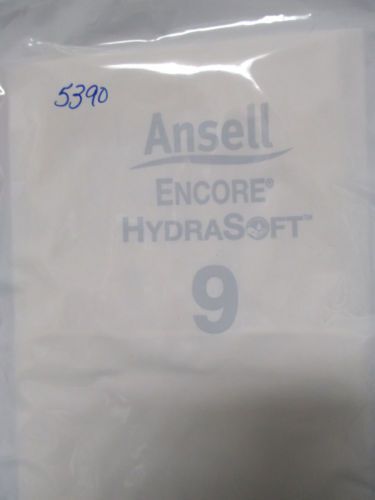 5390
Ansell
ENCORE®
HYDRASOFT™
9